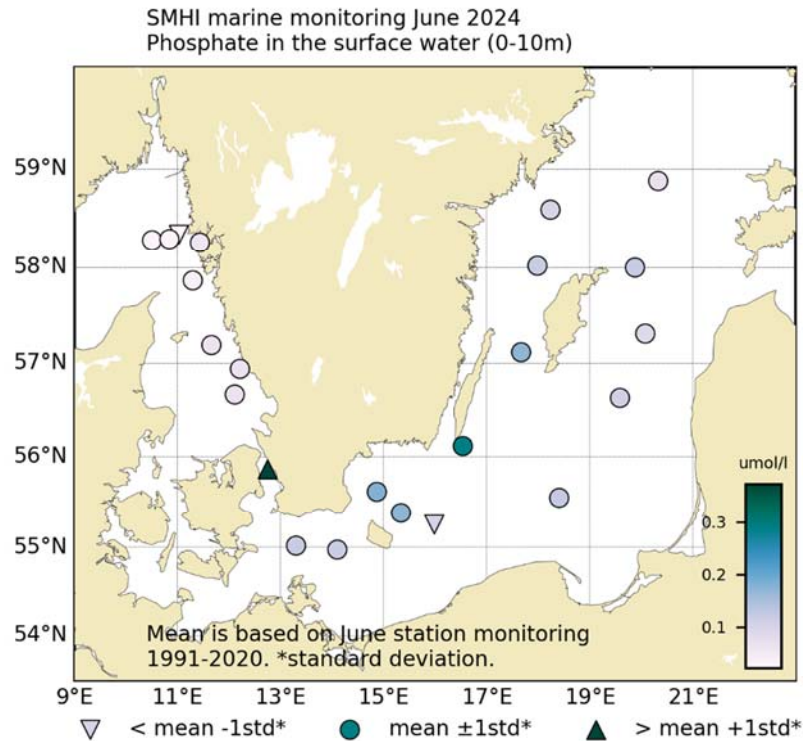 SMHI marine monitoring June 2024
Phosphate in the surface water (0-10m)
59°N
58°N
57°N
56°N
55°N
54°N
umol/l
0.3
0.2
0.1
Mean is based on June station monitoring
1991-2020. *standard deviation.
9°E 11°E 13°E 15°E 17°E 19°E 21°E
< mean -1std* mean ±1std* > mean +1std*